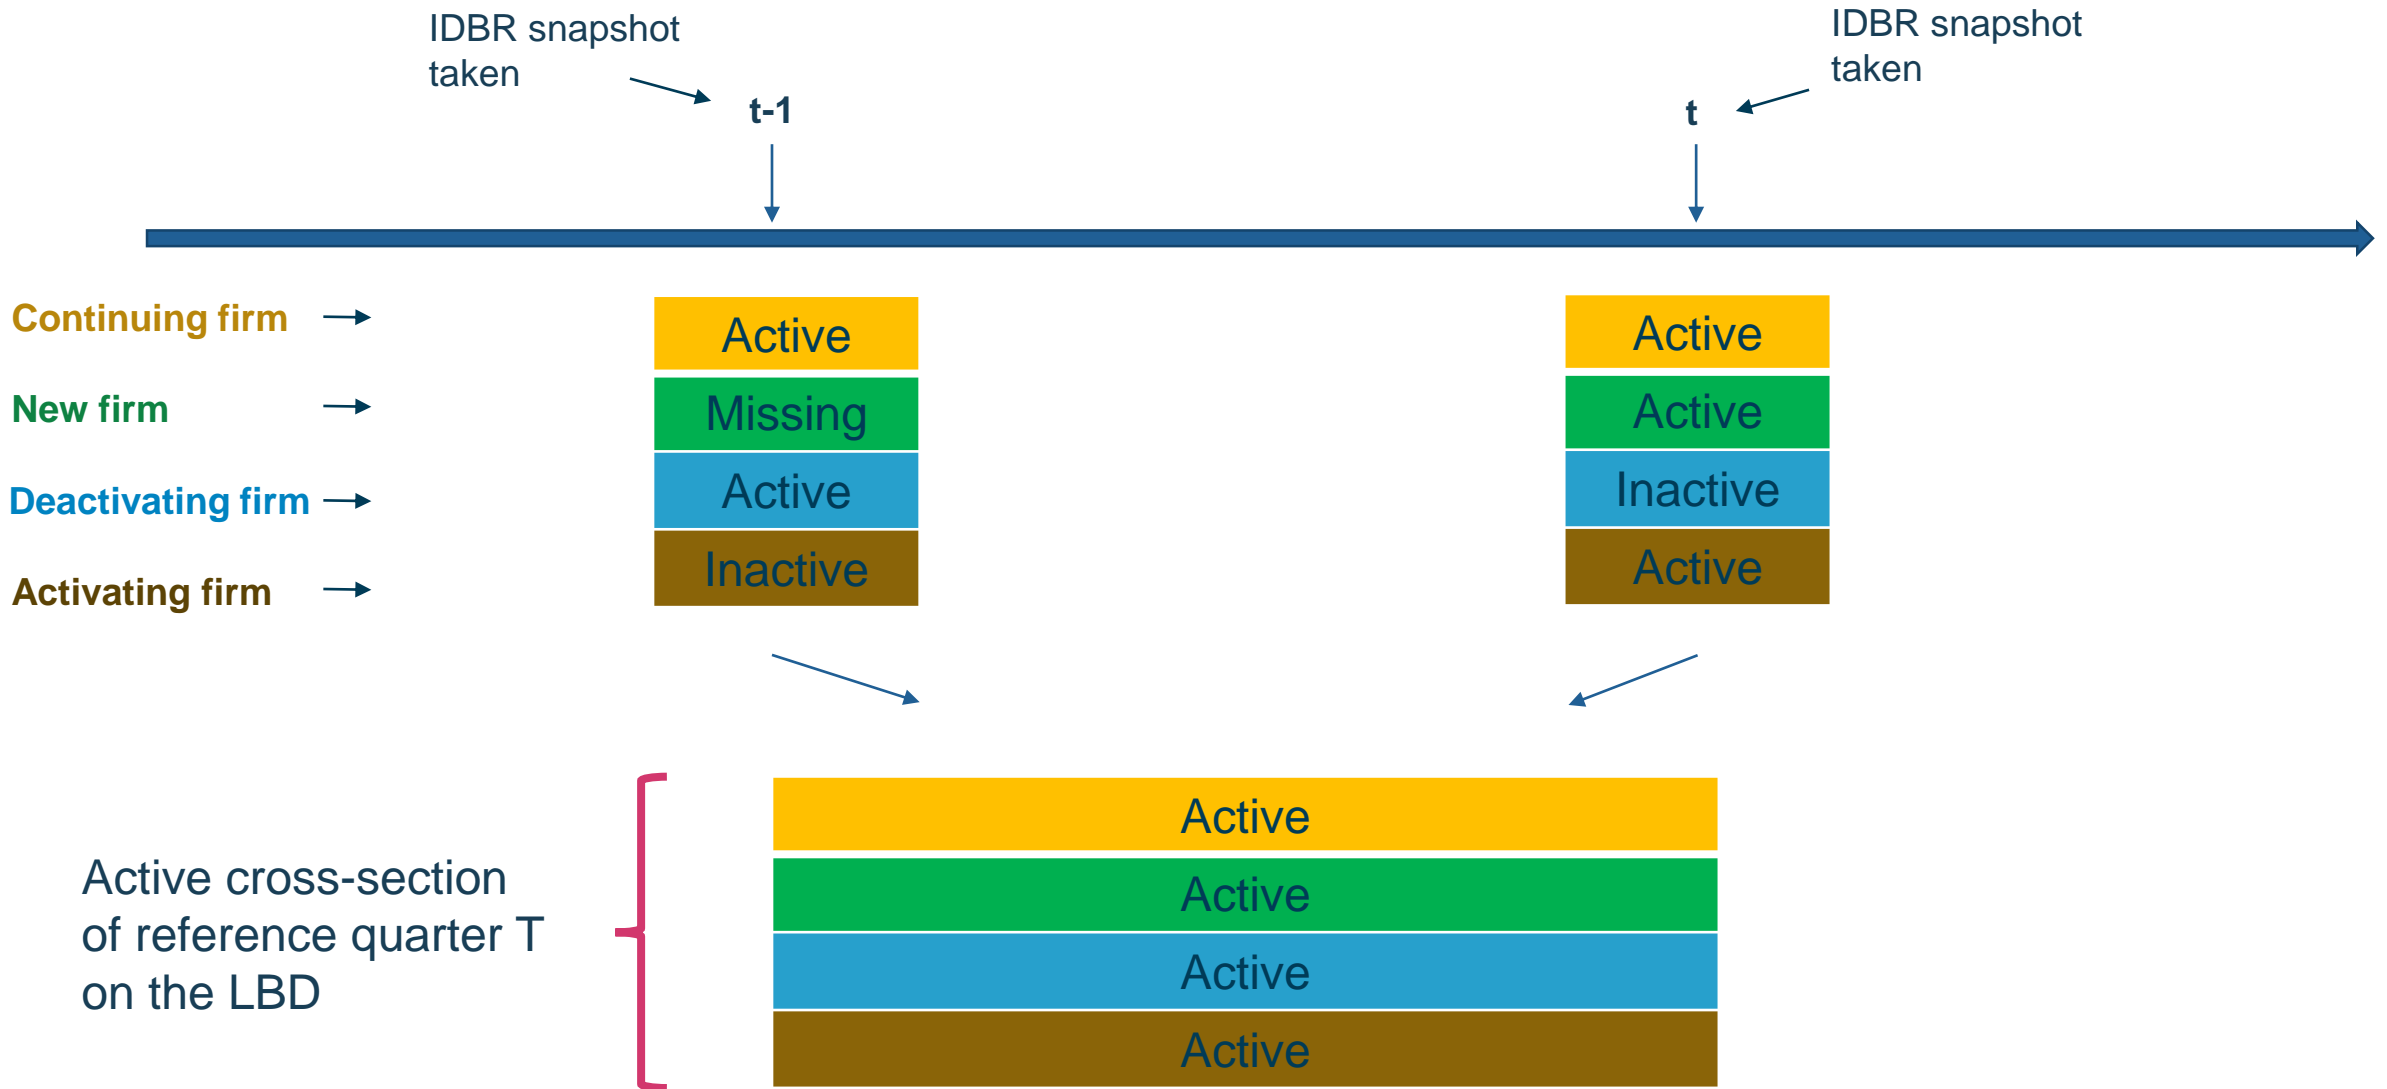 IDBR snapshot
taken
IDBR snapshot
taken
t-1
t
Continuing firm
Active
Active
New firm
Missing
Active
Deactivating firm
Active
Inactive
Activating firm
Inactive
Active
Active cross-section
of reference quarter T
on the LBD
Active
Active
Active
Active